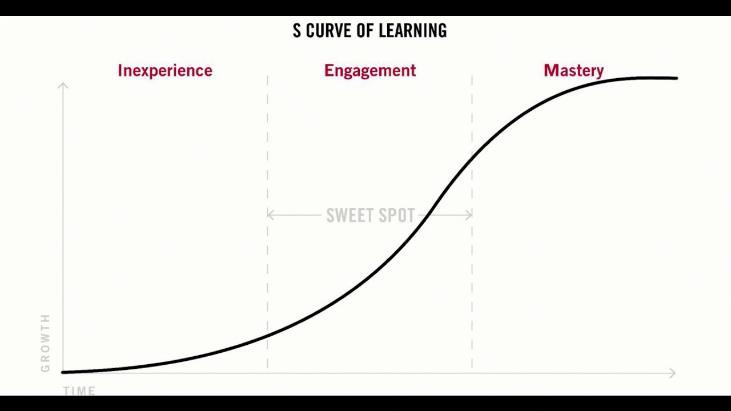 S CURVE OF LEARNING
Inexperience
Engagement
Mastery
SWEET SPOT
GROWTH
TIME